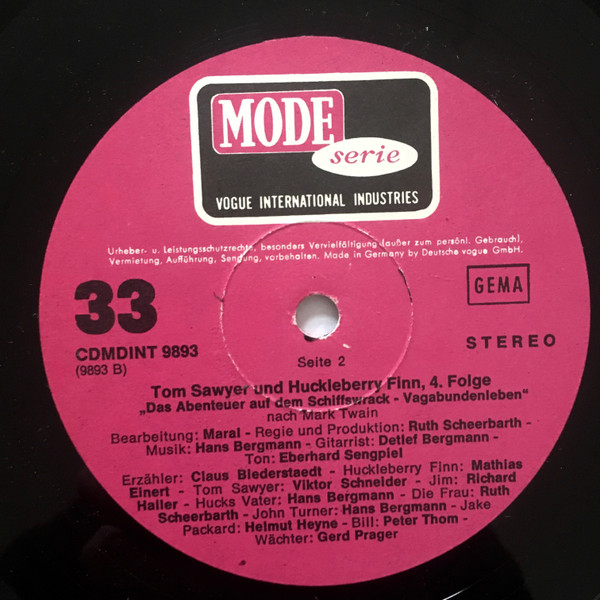 MODE
serie
VOGUE INTERNATIONAL INDUSTRIES
Urheber- u. Leistungsschutzrechte, besonders Vervielfältigung (außer zum persönl. Gebrauch),
Vermietung, Aufführung, Sendung, vorbehalten. Made in Germany by Deutsche vogue GmbH.
33
GEMA
CDMDINT 9893
(9893 B)
STEREO
Seite 2
Tom Sawyer und Huckleberry Finn, 4. Folge
„Das Abenteuer auf dem Schiffswrack - Vagabundenleben“
nach Mark Twain
Bearbeitung: Maral - Regie und Produktion: Ruth Scheerbarth -
Musik: Hans Bergmann - Gitarrist: Detlef Bergmann -
Ton: Eberhard Sengpiel
Erzähler: Claus Biederstaedt - Huckleberry Finn: Mathias
Einert - Tom Sawyer: Viktor Schneider - Jim: Richard
Haller - Hucks Vater: Hans Bergmann - Die Frau: Ruth
Scheerbarth - John Turner: Hans Bergmann - Jake
Packard: Helmut Heyne - Bill: Peter Thom -
Wächter: Gerd Prager